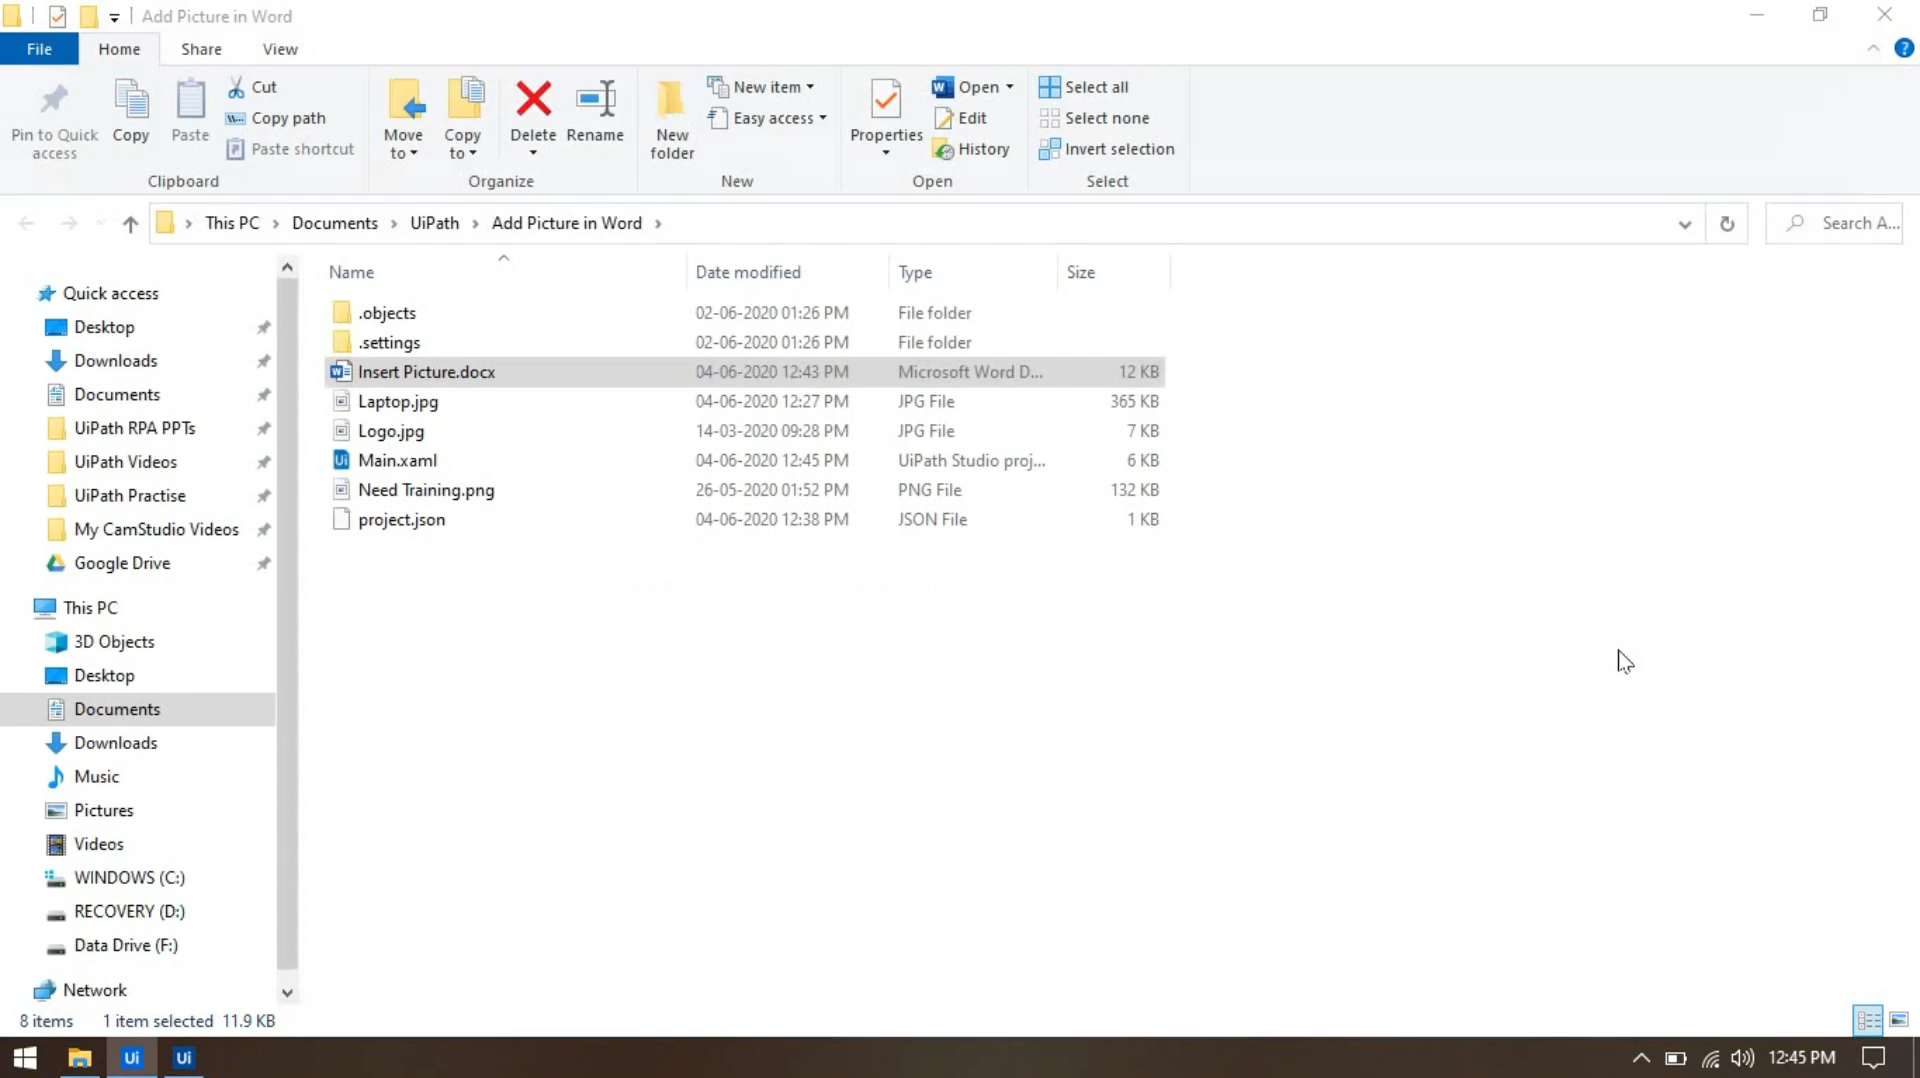 Add Picture in Word
File Home Share View
Pin to Quick access
Copy
Paste
Cut
Copy path
Paste shortcut
Clipboard
Move to
Copy to
Delete
Rename
Organize
New folder
New item
Easy access
New
Properties
Open
Edit
History
Open
Select all
Select none
Invert selection
Select
This PC > Documents > UiPath > Add Picture in Word >
Search A...
Name Date modified Type Size
.objects 02-06-2020 01:26 PM File folder
.settings 02-06-2020 01:26 PM File folder
Insert Picture.docx 04-06-2020 12:43 PM Microsoft Word D... 12 KB
Laptop.jpg 04-06-2020 12:27 PM JPG File 365 KB
Logo.jpg 14-03-2020 09:28 PM JPG File 7 KB
Main.xaml 04-06-2020 12:45 PM UiPath Studio proj... 6 KB
Need Training.png 26-05-2020 01:52 PM PNG File 132 KB
project.json 04-06-2020 12:38 PM JSON File 1 KB
Quick access
Desktop
Downloads
Documents
UiPath RPA PPTs
UiPath Videos
UiPath Practise
My CamStudio Videos
Google Drive
This PC
3D Objects
Desktop
Documents
Downloads
Music
Pictures
Videos
WINDOWS (C:)
RECOVERY (D:)
Data Drive (F:)
Network
8 items 1 item selected 11.9 KB
Ui Ui 12:45 PM